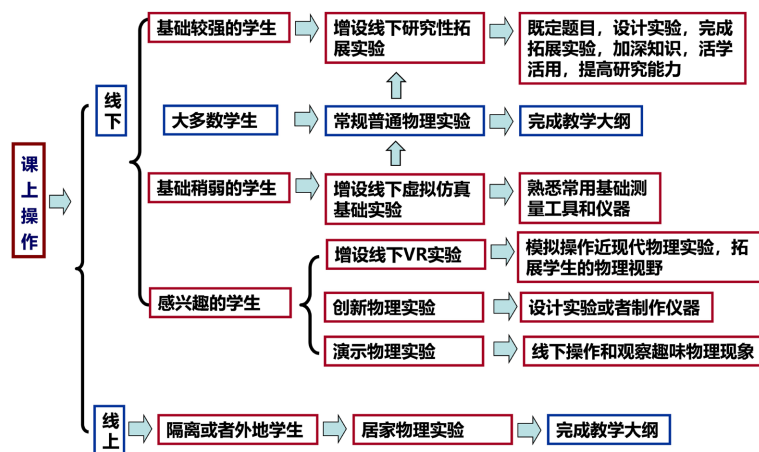 课上操作
线下
基础较强的学生
增设线下研究性拓
展实验
既定题目，设计实验，完成
拓展实验，加深知识，活学
活用，提高研究能力
大多数学生
常规普通物理实验
完成教学大纲
基础稍弱的学生
增设线下虚拟仿真
基础实验
熟悉常用基础测
量工具和仪器
感兴趣的学生
增设线下VR实验
模拟操作近现代物理实验，拓
展学生的物理视野
创新物理实验
设计实验或者制作仪器
演示物理实验
线下操作和观察趣味物理现象
线上
隔离或者外地学生
居家物理实验
完成教学大纲